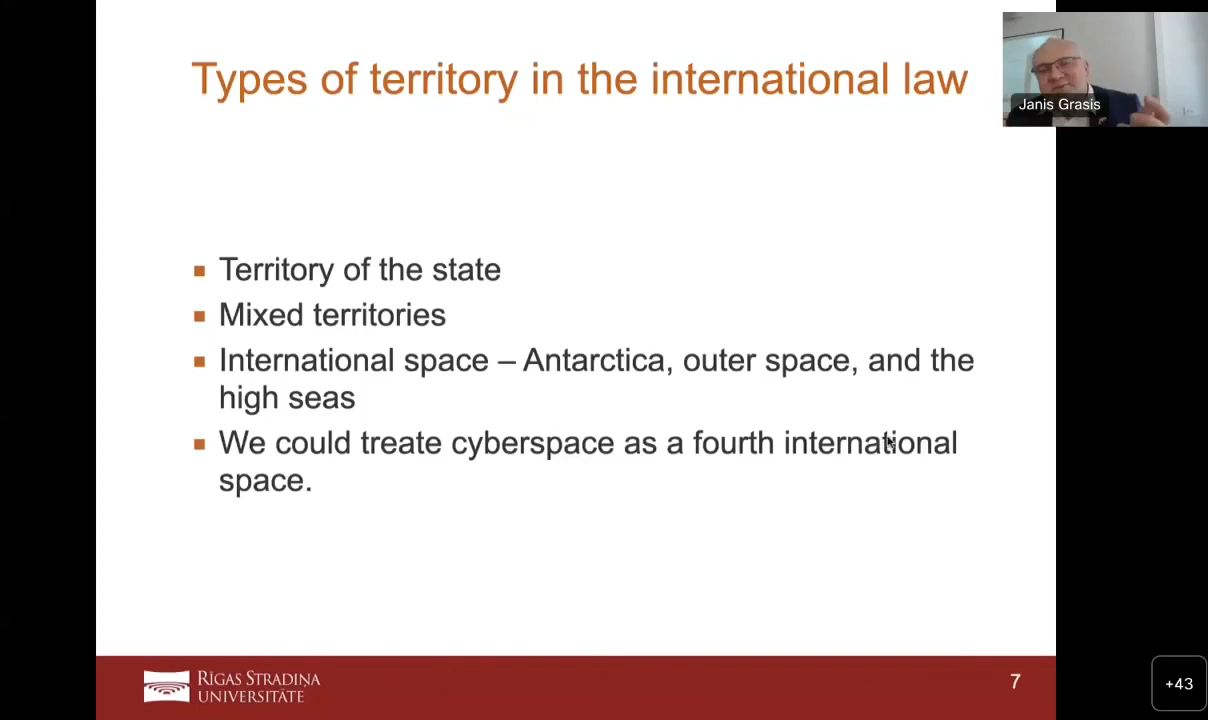 Types of territory in the international law
Janis Grasis
Territory of the state
Mixed territories
International space – Antarctica, outer space, and the
high seas
We could treate cyberspace as a fourth international
space.
RĪGAS STRADIŅA
UNIVERSITĀTE
7
+43